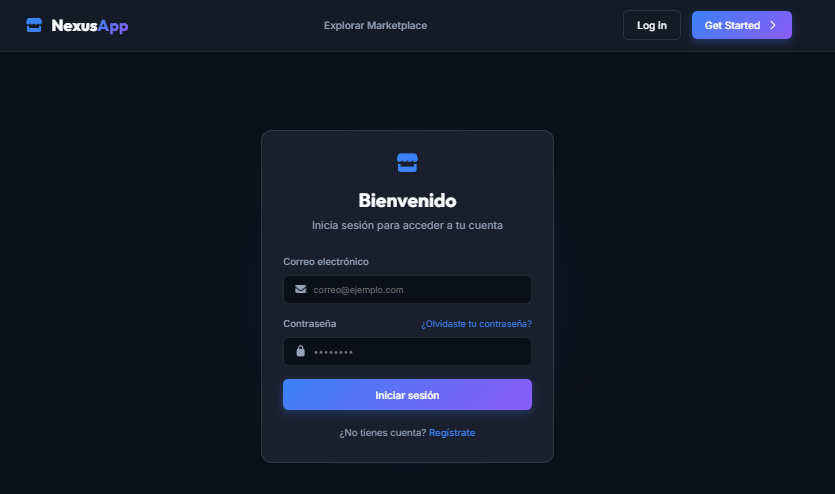 NexusApp
Explorar Marketplace
Log in
Get Started
Bienvenido
Inicia sesión para acceder a tu cuenta
Correo electrónico
correo@ejemplo.com
Contraseña
¿Olvidaste tu contraseña?
••••••••
Iniciar sesión
¿No tienes cuenta? Regístrate